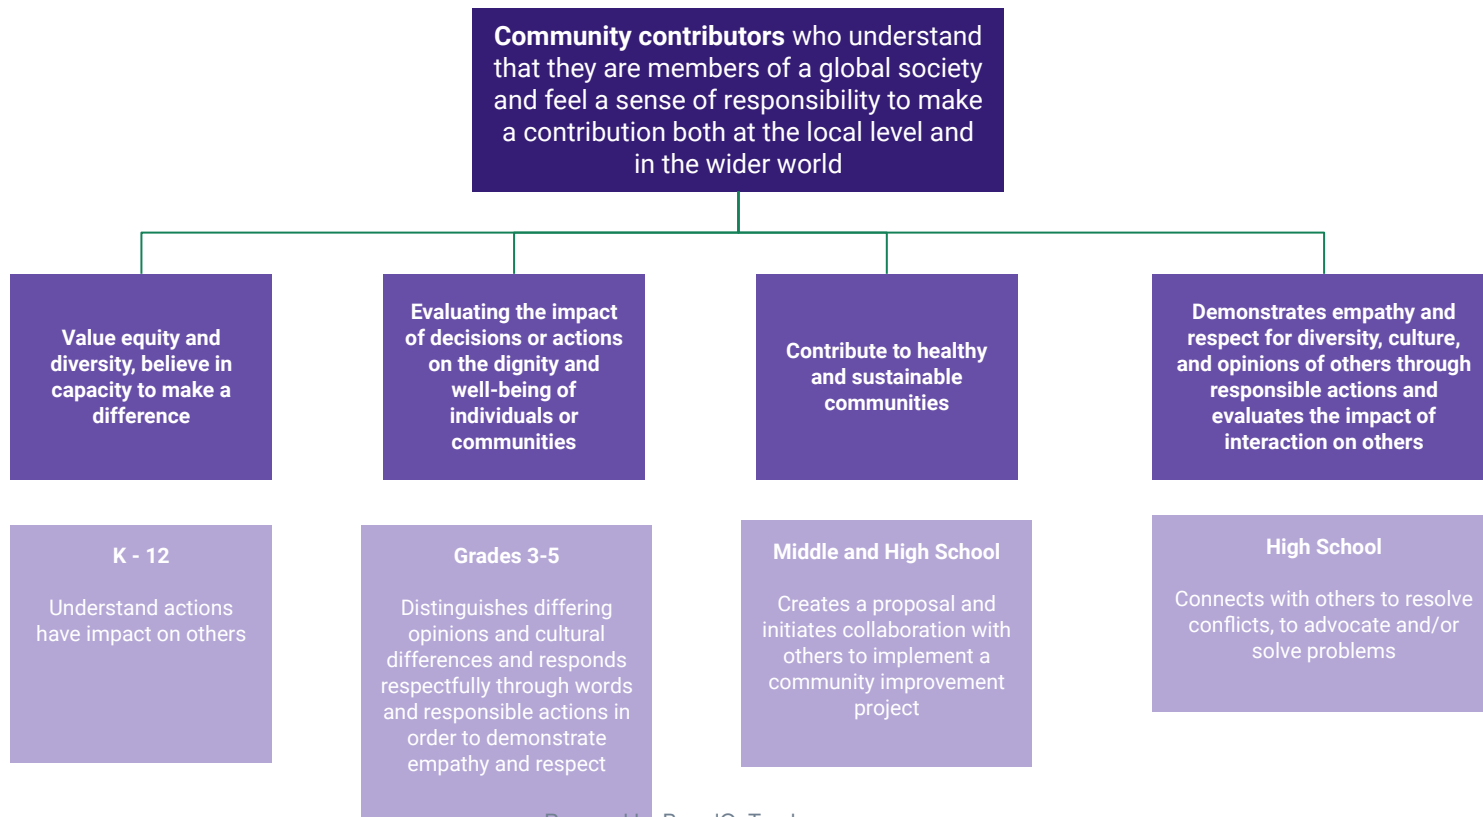 Community contributors who understand
that they are members of a global society
and feel a sense of responsibility to make
a contribution both at the local level and
in the wider world
Value equity and
diversity, believe in
capacity to make a
difference
Evaluating the impact
of decisions or actions
on the dignity and
well-being of
individuals or
communities
Contribute to healthy
and sustainable
communities
Demonstrates empathy and
respect for diversity, culture,
and opinions of others through
responsible actions and
evaluates the impact of
interaction on others
K - 12
Understand actions
have impact on others
Grades 3-5
Distinguishes differing
opinions and cultural
differences and responds
respectfully through words
and responsible actions in
order to demonstrate
empathy and respect
Middle and High School
Creates a proposal and
initiates collaboration with
others to implement a
community improvement
project
High School
Connects with others to resolve
conflicts, to advocate and/or
solve problems